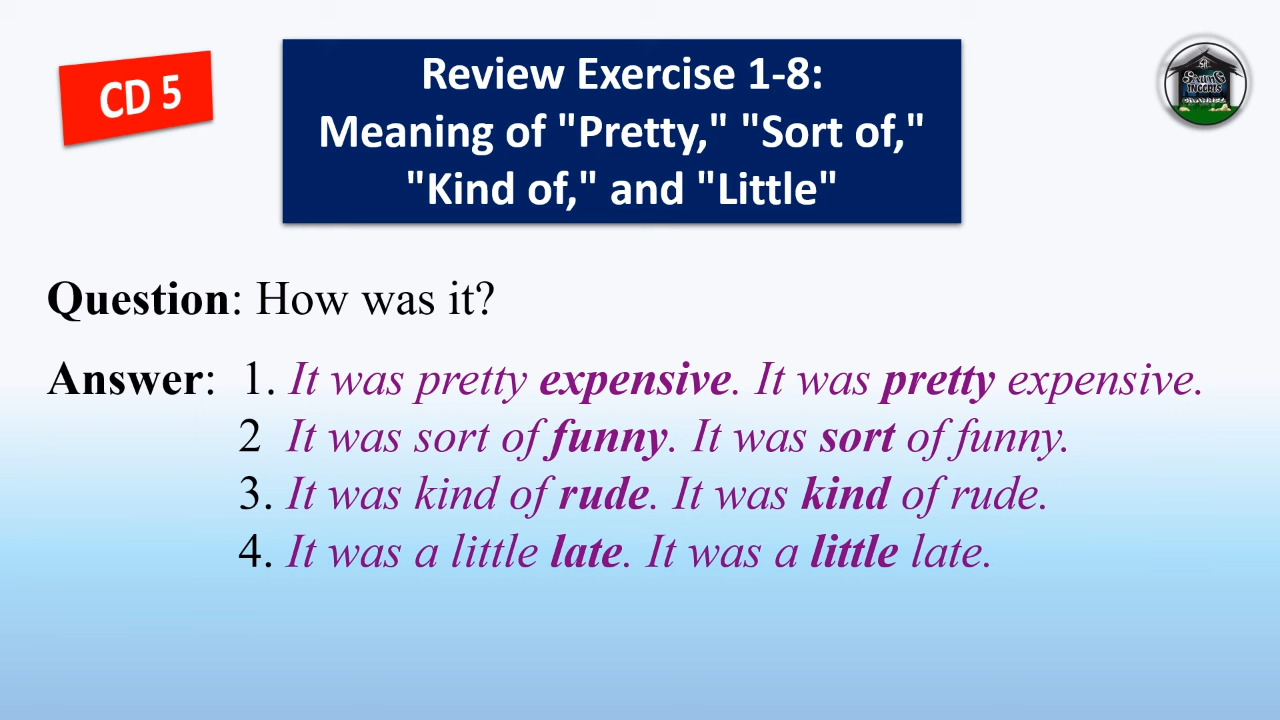 CD 5
Review Exercise 1-8:
Meaning of "Pretty," "Sort of,"
"Kind of," and "Little"
Question: How was it?
Answer: 1. It was pretty expensive. It was pretty expensive.
2 It was sort of funny. It was sort of funny.
3. It was kind of rude. It was kind of rude.
4. It was a little late. It was a little late.